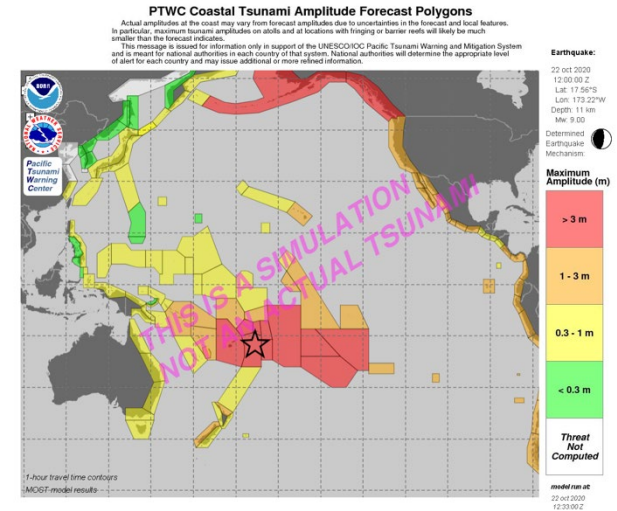 PTWC Coastal Tsunami Amplitude Forecast Polygons
Actual amplitudes at the coast may vary from forecast amplitudes due to uncertainties in the forecast and local features.
In particular, maximum tsunami amplitudes on atolls and at locations with fringing or barrier reefs will likely be much
smaller than the forecast indicates.
This message is issued for information only in support of the UNESCO/IOC Pacific Tsunami Warning and Mitigation System
and is meant for national authorities in each country of that system. National authorities will determine the appropriate level
of alert for each country and may issue additional or more refined information.
Earthquake:
22 oct 2020
12:00:00 Z
Lat: 17.56°S
Lon: 173.22°W
Depth: 11 km
Mw: 9.00
Determined
Earthquake
Mechanism:
NOAA
NATIONAL WEATHER SERVICE
Pacific
Tsunami
Warning
Center
THIS IS A SIMULATION
NOT AN ACTUAL TSUNAMI
Maximum
Amplitude (m)
> 3 m
1 - 3 m
0.3 - 1 m
< 0.3 m
Threat
Not
Computed
1-hour travel time contours
MOST model results
model run at:
22 oct 2020
12:33:00 Z